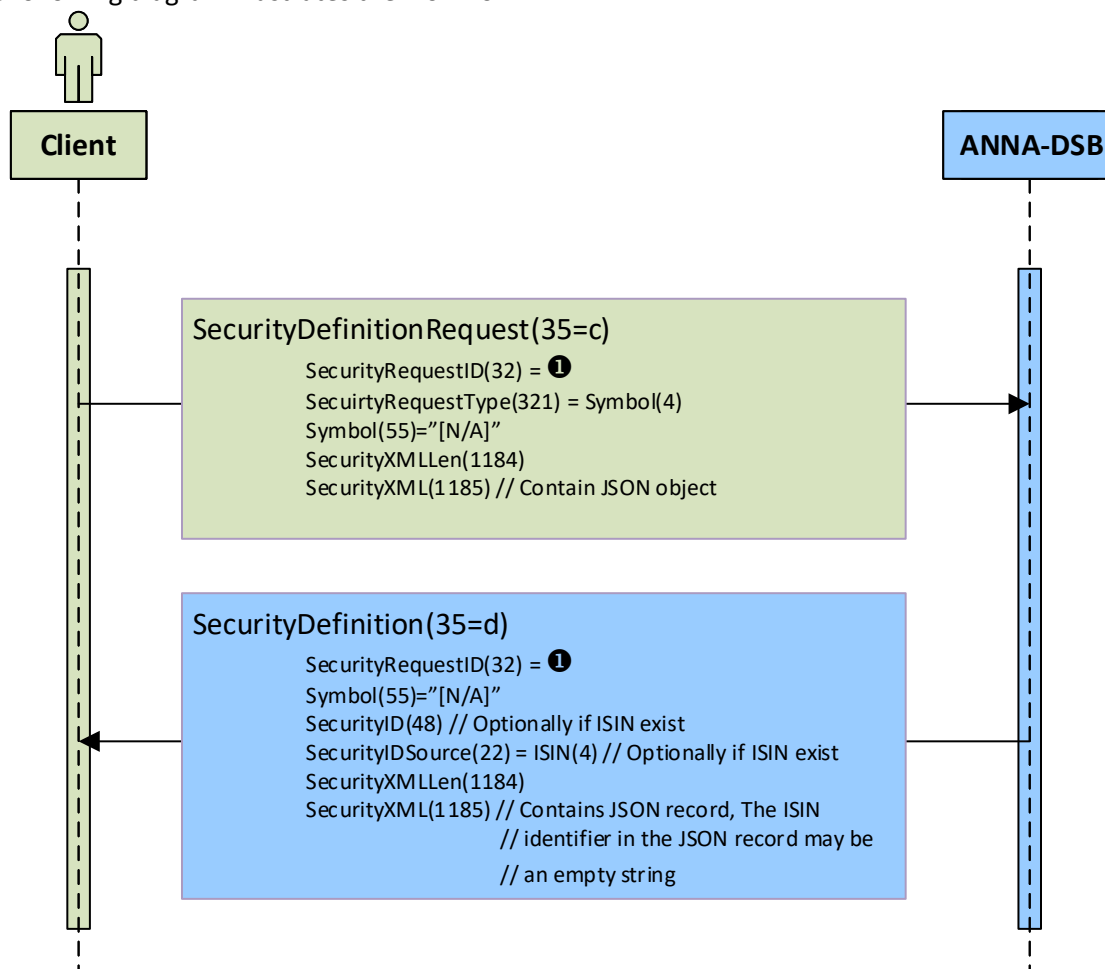 Client
ANNA-DSB
SecurityDefinitionRequest(35=c)
SecurityRequestID(32) = ❶
SecuirtyRequestType(321) = Symbol(4)
Symbol(55)="[N/A]"
SecurityXMLLen(1184)
SecurityXML(1185) // Contain JSON object
SecurityDefinition(35=d)
SecurityRequestID(32) = ❶
Symbol(55)="[N/A]"
SecurityID(48) // Optionally if ISIN exist
SecurityIDSource(22) = ISIN(4) // Optionally if ISIN exist
SecurityXMLLen(1184)
SecurityXML(1185) // Contains JSON record, The ISIN
// identifier in the JSON record may be
// an empty string